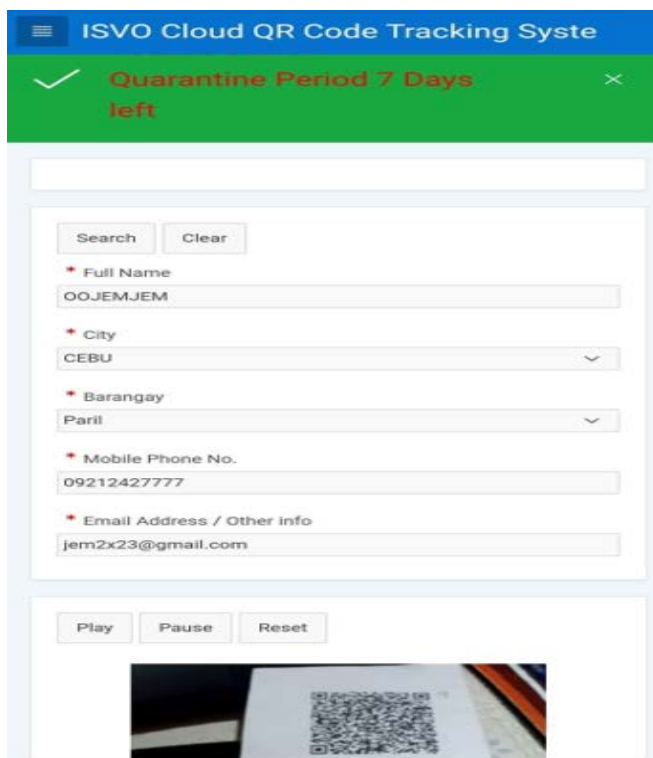 ISVO Cloud QR Code Tracking Syste
Quarantine Period 7 Days
left
Search Clear
* Full Name
OOJEMJEM
* City
CEBU
* Barangay
Paril
* Mobile Phone No.
09212427777
* Email Address / Other info
jem2x23@gmail.com
Play Pause Reset